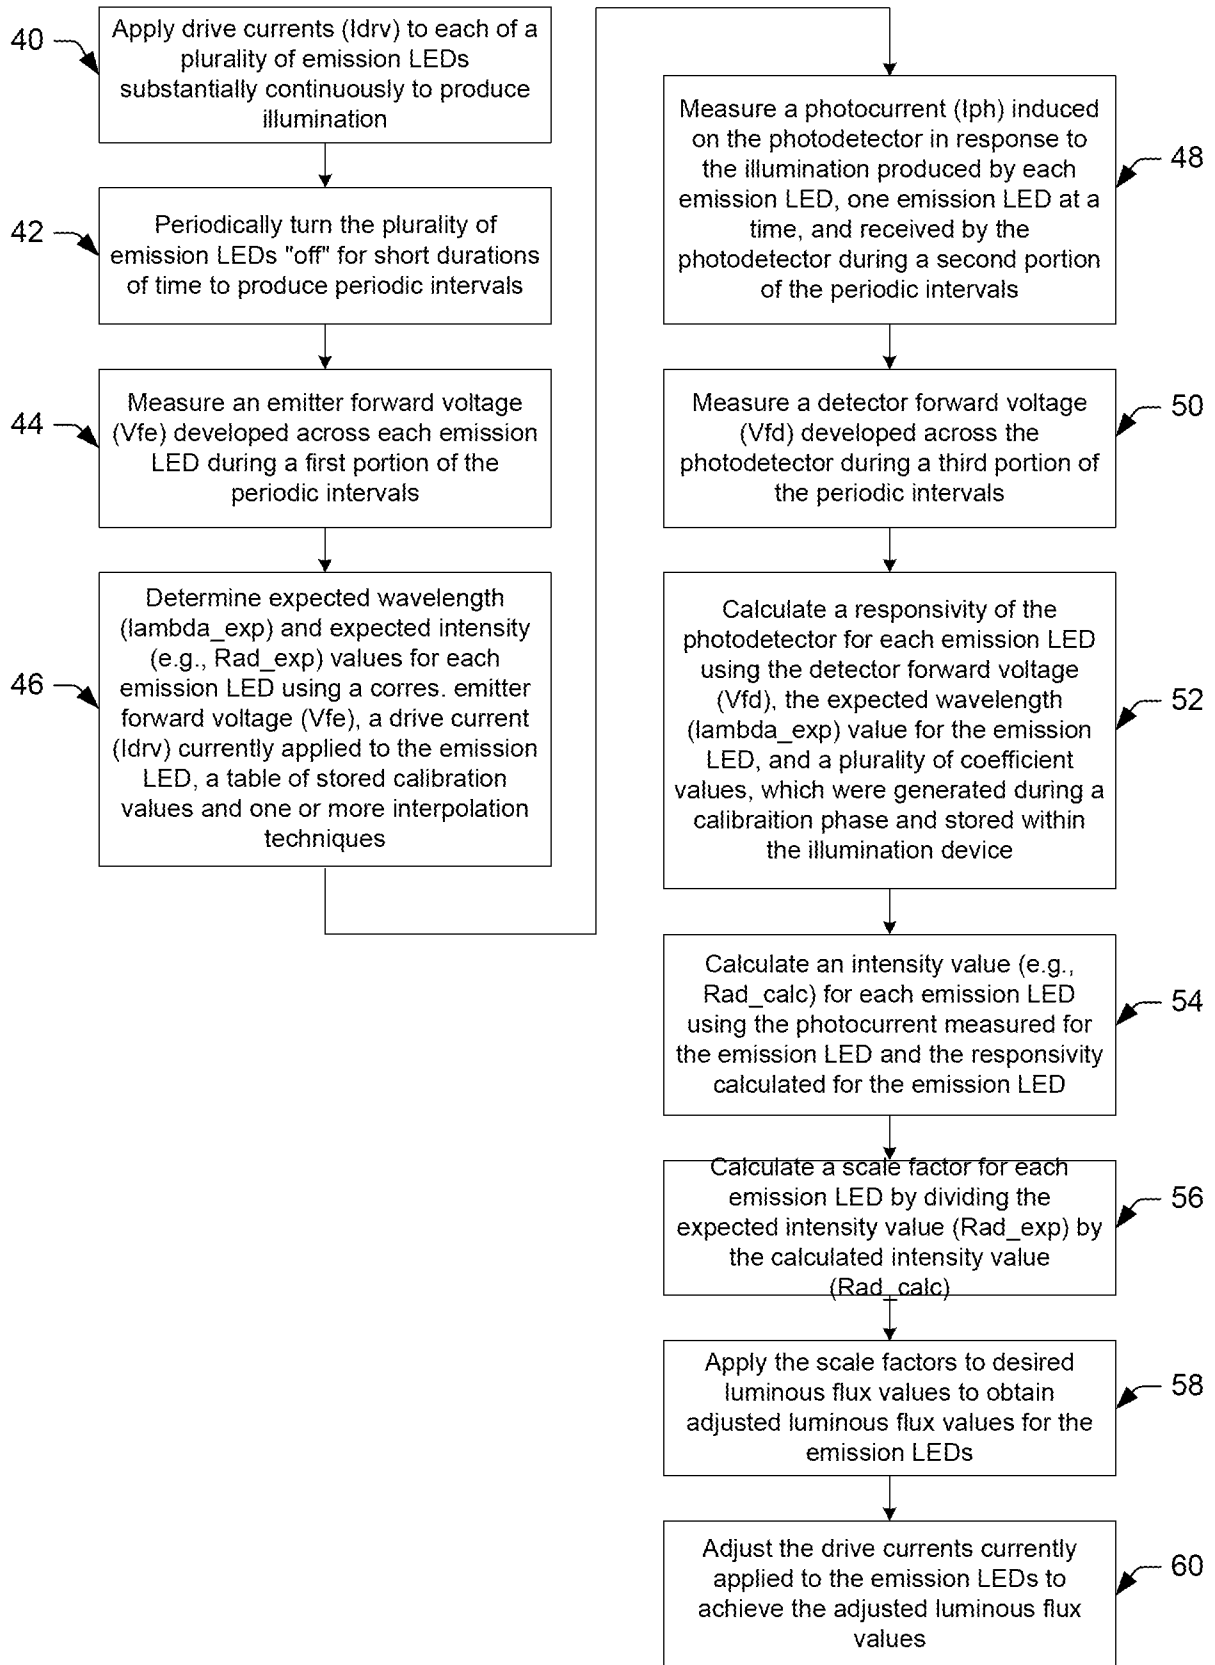 40
Apply drive currents (Idrv) to each of a
plurality of emission LEDs
substantially continuously to produce
illumination
42
Periodically turn the plurality of
emission LEDs "off" for short durations
of time to produce periodic intervals
44
Measure an emitter forward voltage
(Vfe) developed across each emission
LED during a first portion of the
periodic intervals
46
Determine expected wavelength
(lambda_exp) and expected intensity
(e.g., Rad_exp) values for each
emission LED using a corres. emitter
forward voltage (Vfe), a drive current
(Idrv) currently applied to the emission
LED, a table of stored calibration
values and one or more interpolation
techniques
Measure a photocurrent (Iph) induced
on the photodetector in response to
the illumination produced by each
emission LED, one emission LED at a
time, and received by the
photodetector during a second portion
of the periodic intervals
48
Measure a detector forward voltage
(Vfd) developed across the
photodetector during a third portion of
the periodic intervals
50
Calculate a responsivity of the
photodetector for each emission LED
using the detector forward voltage
(Vfd), the expected wavelength
(lambda_exp) value for the emission
LED, and a plurality of coefficient
values, which were generated during a
calibraition phase and stored within
the illumination device
52
Calculate an intensity value (e.g.,
Rad_calc) for each emission LED
using the photocurrent measured for
the emission LED and the responsivity
calculated for the emission LED
54
Calculate a scale factor for each
emission LED by dividing the
expected intensity value (Rad_exp) by
the calculated intensity value
(Rad_calc)
56
Apply the scale factors to desired
luminous flux values to obtain
adjusted luminous flux values for the
emission LEDs
58
Adjust the drive currents currently
applied to the emission LEDs to
achieve the adjusted luminous flux
values
60